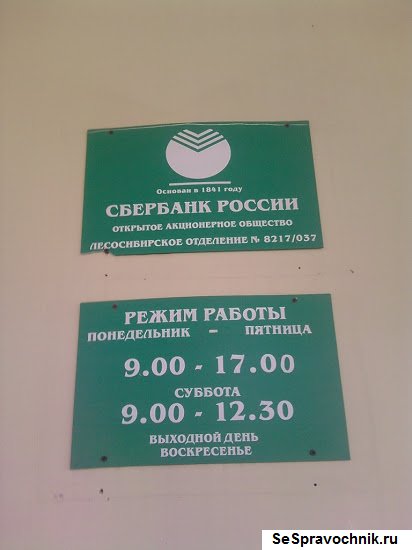 Основан в 1841 году
СБЕРБАНК РОССИИ
ОТКРЫТОЕ АКЦИОНЕРНОЕ ОБЩЕСТВО
ЛЕСОСИБИРСКОЕ ОТДЕЛЕНИЕ № 8217/037
РЕЖИМ РАБОТЫ
ПОНЕДЕЛЬНИК – ПЯТНИЦА
9.00 - 17.00
СУББОТА
9.00 - 12.30
ВЫХОДНОЙ ДЕНЬ
ВОСКРЕСЕНЬЕ
SeSpravochnik.ru